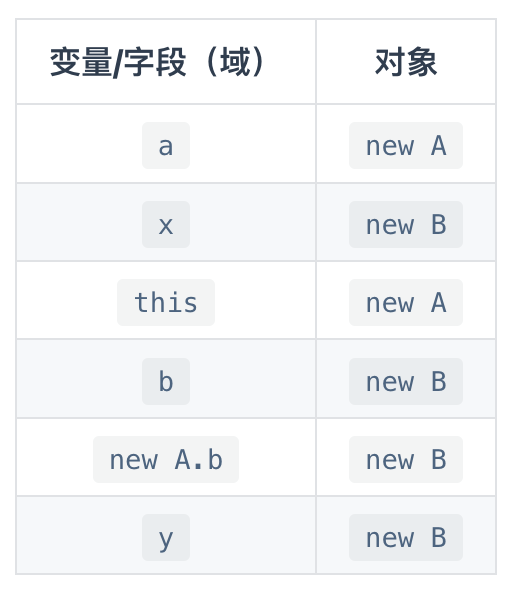 变量/字段（域） 对象
a new A
x new B
this new A
b new B
new A.b new B
y new B